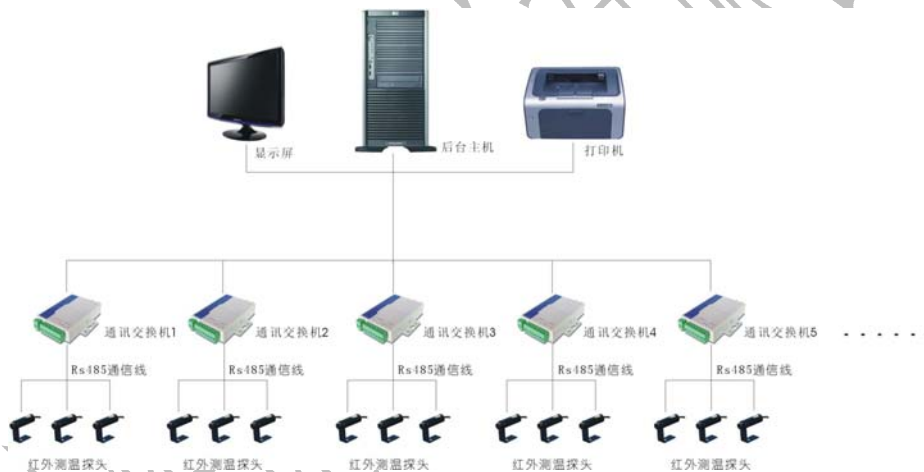 显示屏
后台主机
打印机
通讯交换机1
通讯交换机2
通讯交换机3
通讯交换机4
通讯交换机5
Rs485通信线
Rs485通信线
Rs485通信线
Rs485通信线
Rs485通信线
红外测温探头
红外测温探头
红外测温探头
红外测温探头
红外测温探头